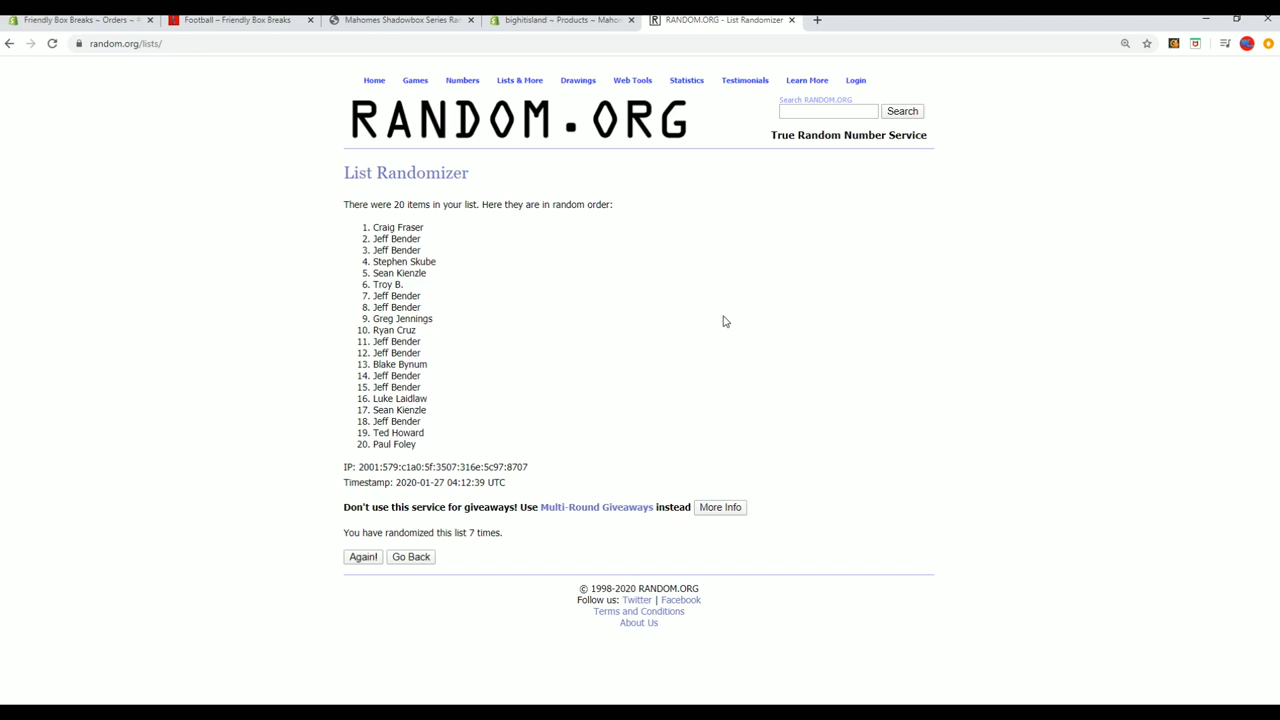 Friendly Box Breaks ~ Orders ~
Football – Friendly Box Breaks
Mahomes Shadowbox Series Ra
bighitisland ~ Products ~ Maho
RANDOM.ORG - List Randomizer
random.org/lists/
Home Games Numbers Lists & More Drawings Web Tools Statistics Testimonials Learn More Login
RANDOM.ORG
Search RANDOM.ORG
Search
True Random Number Service
List Randomizer
There were 20 items in your list. Here they are in random order:
1. Craig Fraser
2. Jeff Bender
3. Jeff Bender
4. Stephen Skube
5. Sean Kienzle
6. Troy B.
7. Jeff Bender
8. Jeff Bender
9. Greg Jennings
10. Ryan Cruz
11. Jeff Bender
12. Jeff Bender
13. Blake Bynum
14. Jeff Bender
15. Jeff Bender
16. Luke Laidlaw
17. Sean Kienzle
18. Jeff Bender
19. Ted Howard
20. Paul Foley
IP: 2001:579:c1a0:5f:3507:316e:5c97:8707
Timestamp: 2020-01-27 04:12:39 UTC
Don't use this service for giveaways! Use Multi-Round Giveaways instead More Info
You have randomized this list 7 times.
Again! Go Back
© 1998-2020 RANDOM.ORG
Follow us: Twitter | Facebook
Terms and Conditions
About Us